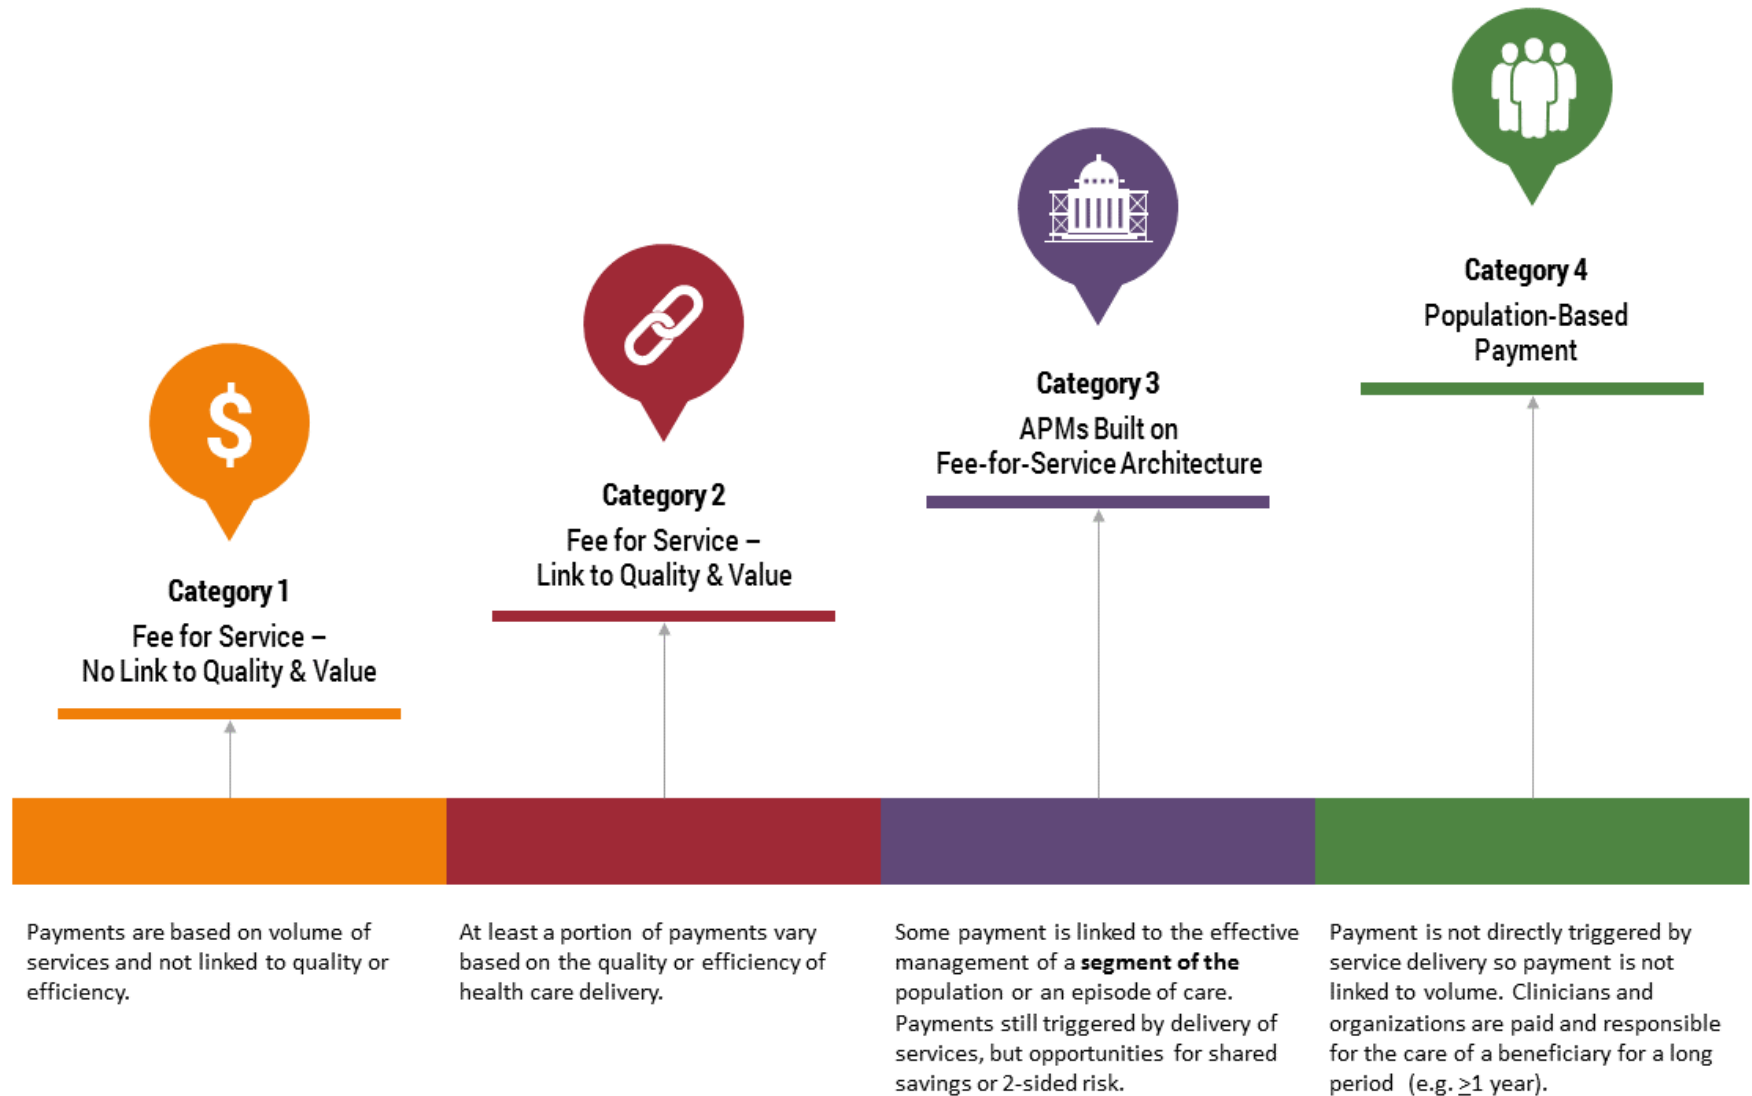 $
Category 1
Fee for Service –
No Link to Quality & Value
Category 2
Fee for Service –
Link to Quality & Value
Category 3
APMs Built on
Fee-for-Service Architecture
Category 4
Population-Based
Payment
Payments are based on volume of
services and not linked to quality or
efficiency.
At least a portion of payments vary
based on the quality or efficiency of
health care delivery.
Some payment is linked to the effective
management of a segment of the
population or an episode of care.
Payments still triggered by delivery of
services, but opportunities for shared
savings or 2-sided risk.
Payment is not directly triggered by
service delivery so payment is not
linked to volume. Clinicians and
organizations are paid and responsible
for the care of a beneficiary for a long
period (e.g. ≥1 year).